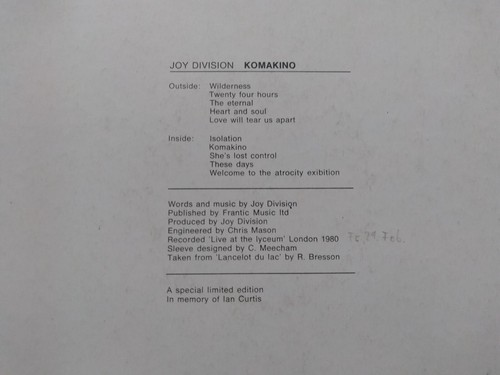 JOY DIVISION KOMAKINO
Outside: Wilderness
Twenty four hours
The eternal
Heart and soul
Love will tear us apart
Inside: Isolation
Komakino
She's lost control
These days
Welcome to the atrocity exibition
Words and music by Joy Division
Published by Frantic Music ltd
Produced by Joy Division
Engineered by Chris Mason
Recorded 'Live at the lyceum' London 1980
Sleeve designed by C. Meecham
Taken from 'Lancelot du lac' by R. Bresson
A special limited edition
In memory of Ian Curtis